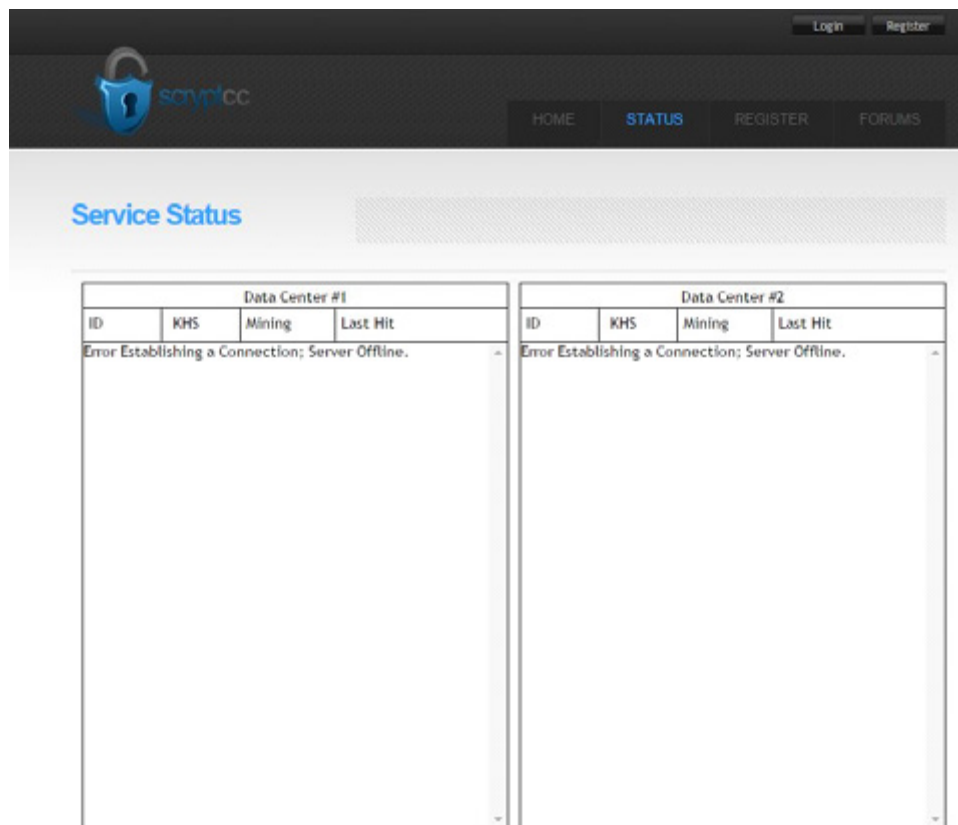 Login Register
scryptcc
HOME STATUS REGISTER FORUMS
Service Status
Data Center #1
ID KHS Mining Last Hit
Error Establishing a Connection; Server Offline.
Data Center #2
ID KHS Mining Last Hit
Error Establishing a Connection; Server Offline.